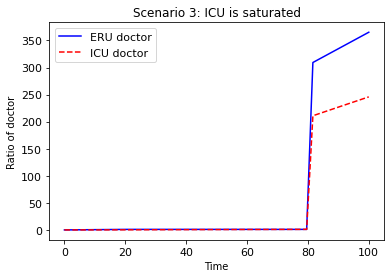 Scenario 3: ICU is saturated
ERU doctor
ICU doctor
Ratio of doctor
350
300
250
200
150
100
50
0
0 20 40 60 80 100
Time